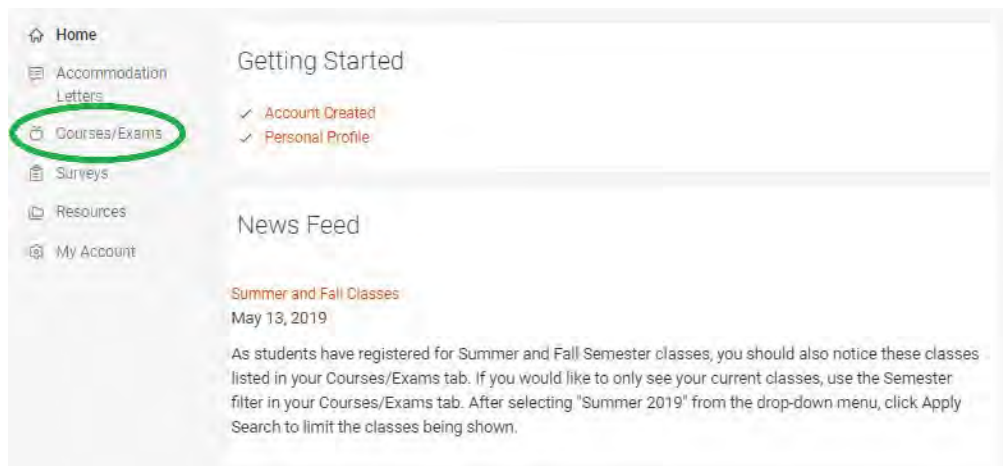 Home
Accommodation
Letters
Courses/Exams
Surveys
Resources
My Account
Getting Started
Account Created
Personal Profile
News Feed
Summer and Fall Classes
May 13, 2019
As students have registered for Summer and Fall Semester classes, you should also notice these classes
listed in your Courses/Exams tab. If you would like to only see your current classes, use the Semester
filter in your Courses/Exams tab. After selecting "Summer 2019" from the drop-down menu, click Apply
Search to limit the classes being shown.